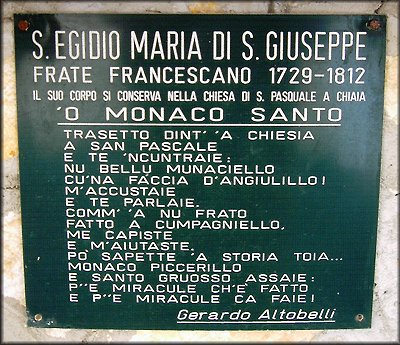 S. EGIDIO MARIA DI S. GIUSEPPE
FRATE FRANCESCANO 1729-1812
IL SUO CORPO SI CONSERVA NELLA CHIESA DI S. PASQUALE A CHIAIA
'O MONACO SANTO
TRASETTO DINT' 'A CHIESIA
A SAN PASCALE
E TE 'NCUNTRAIE:
NU BELLU MUNACIELLO
CU'NA FACCIA D'ANGIULILLO!
M'ACCUSTAIE
E TE PARLAIE.
COMM' 'A NU FRATO
FATTO A CUMPAGNIELLO,
ME CAPISTE
E M'AIUTASTE.
PO SAPETTE 'A STORIA TOIA...
MONACO PICCERILLO
E SANTO GRUOSSO ASSAIE:
P''E MIRACULE CH'E FATTO
E P''E MIRACULE CA FAIE!
Gerardo Altobelli